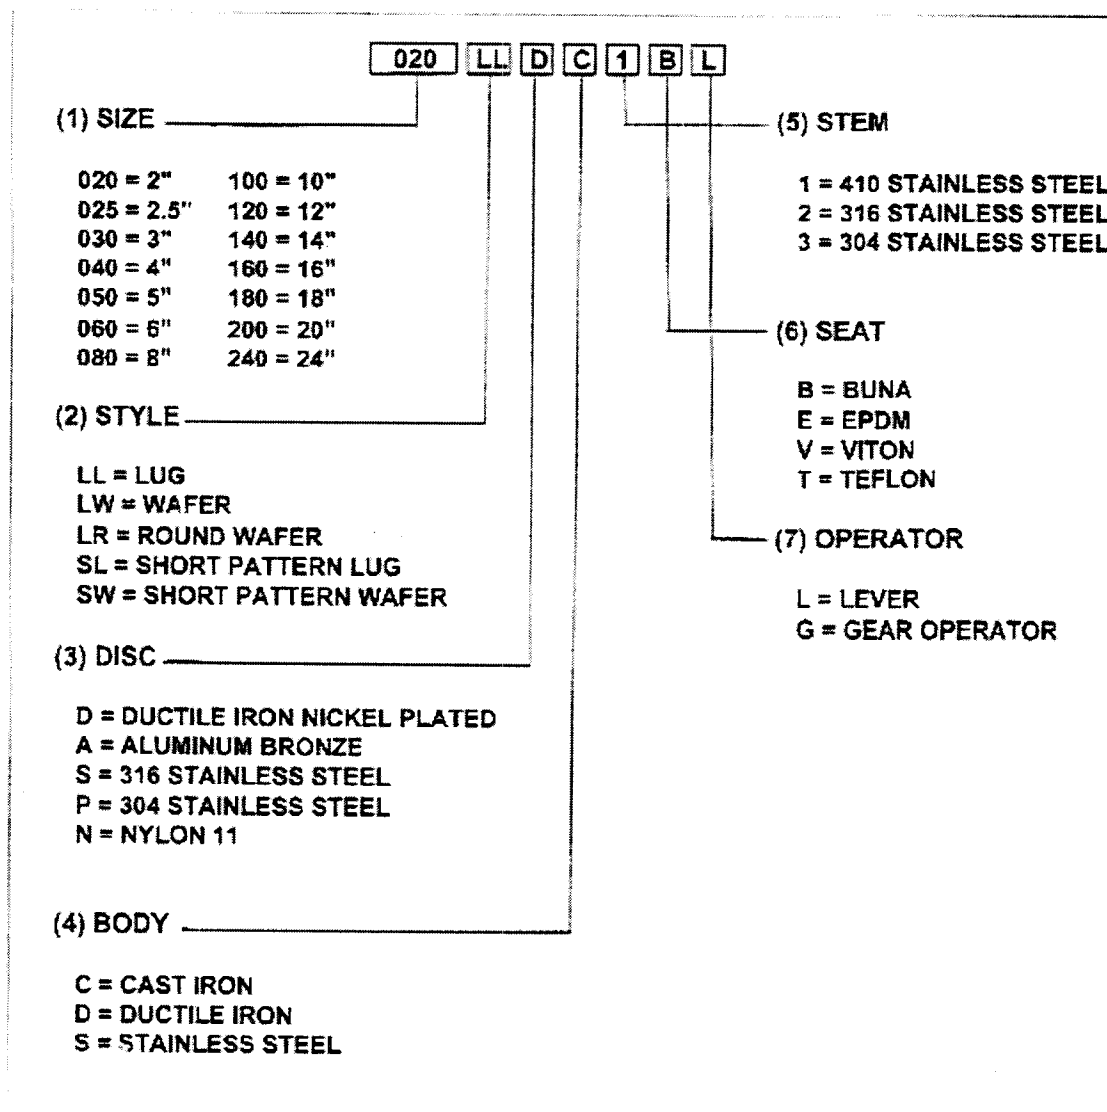 020 LL D C 1 B L
(1) SIZE
020 = 2" 100 = 10"
025 = 2.5" 120 = 12"
030 = 3" 140 = 14"
040 = 4" 160 = 16"
050 = 5" 180 = 18"
060 = 6" 200 = 20"
080 = 8" 240 = 24"
(2) STYLE
LL = LUG
LW = WAFER
LR = ROUND WAFER
SL = SHORT PATTERN LUG
SW = SHORT PATTERN WAFER
(3) DISC
D = DUCTILE IRON NICKEL PLATED
A = ALUMINUM BRONZE
S = 316 STAINLESS STEEL
P = 304 STAINLESS STEEL
N = NYLON 11
(4) BODY
C = CAST IRON
D = DUCTILE IRON
S = STAINLESS STEEL
(5) STEM
1 = 410 STAINLESS STEEL
2 = 316 STAINLESS STEEL
3 = 304 STAINLESS STEEL
(6) SEAT
B = BUNA
E = EPDM
V = VITON
T = TEFLON
(7) OPERATOR
L = LEVER
G = GEAR OPERATOR